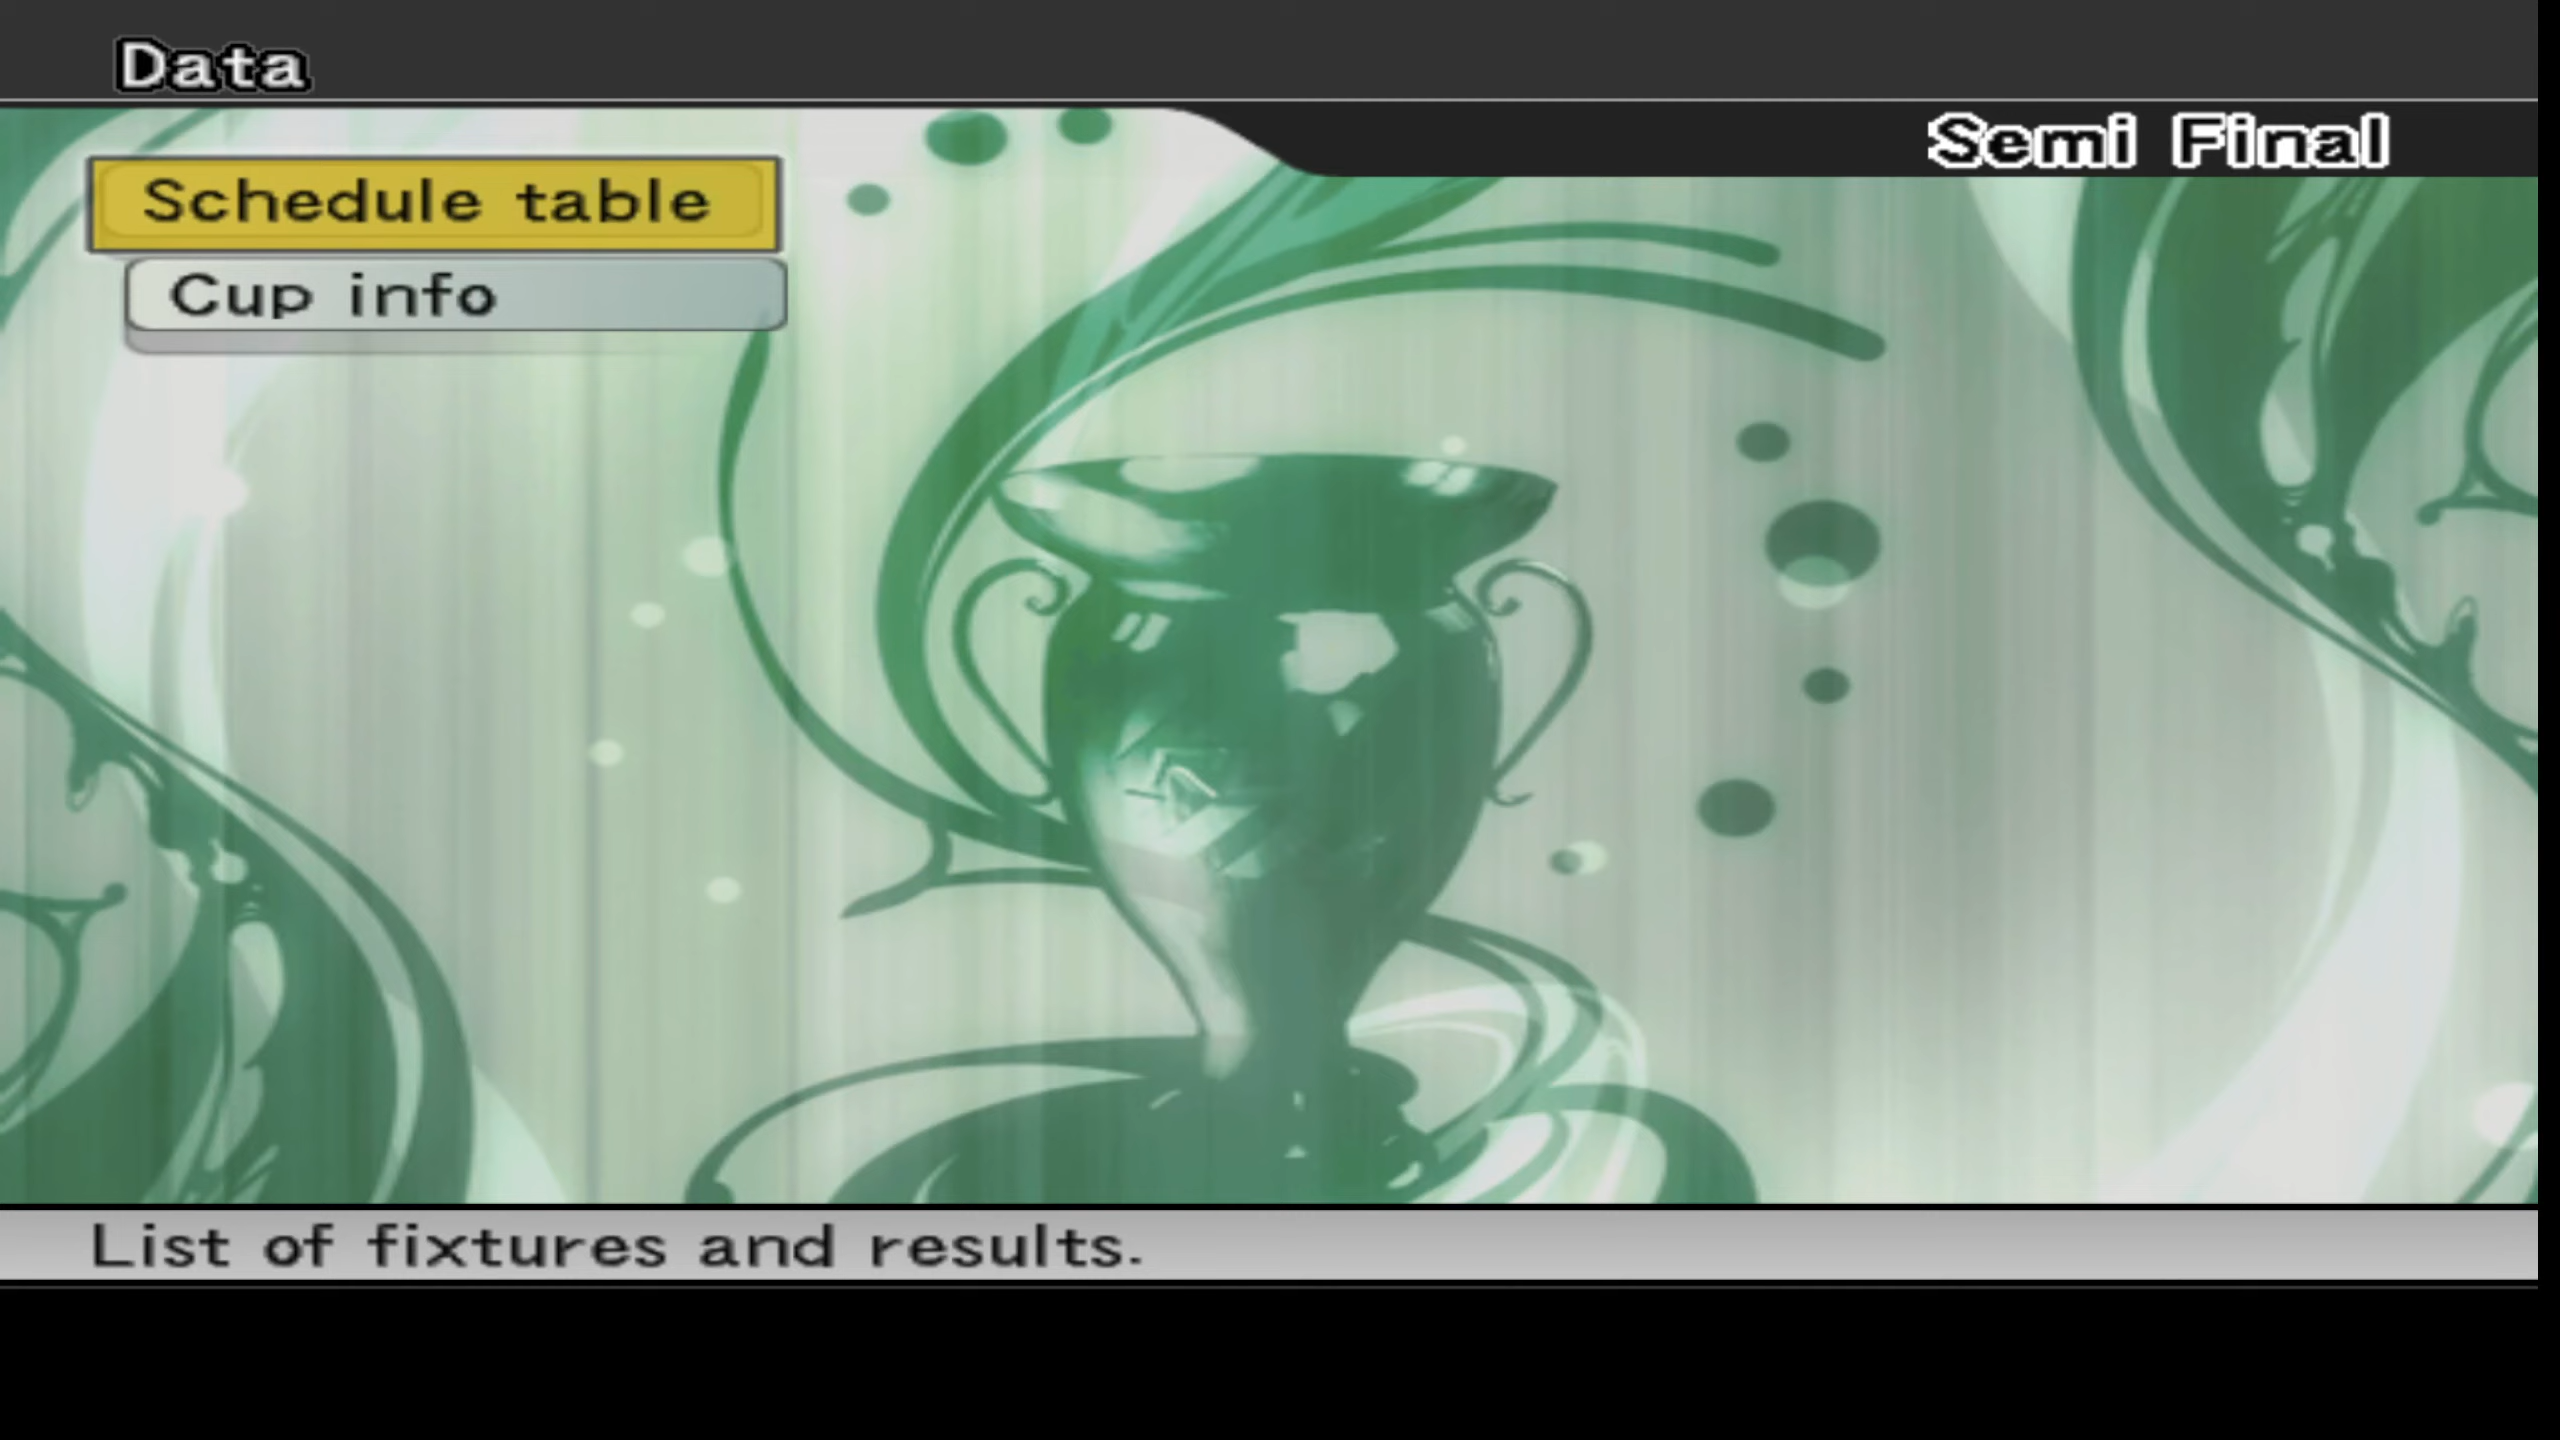 Data
Semi Final
Schedule table
Cup info
List of fixtures and results.